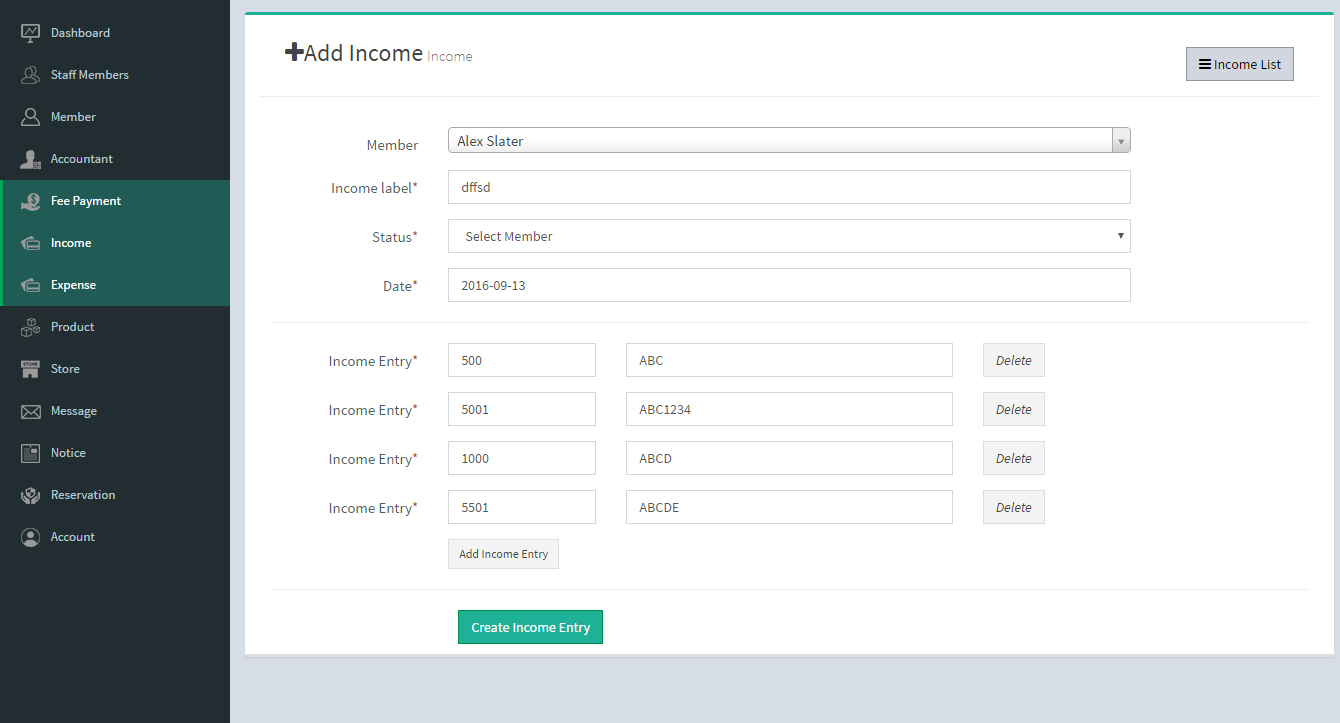 Dashboard
Staff Members
Member
Accountant
Fee Payment
Income
Expense
Product
Store
Message
Notice
Reservation
Account
Add Income Income
Income List
Member Alex Slater
Income label* dffsd
Status* Select Member
Date* 2016-09-13
Income Entry* 500 ABC Delete
Income Entry* 5001 ABC1234 Delete
Income Entry* 1000 ABCD Delete
Income Entry* 5501 ABCDE Delete
Add Income Entry
Create Income Entry